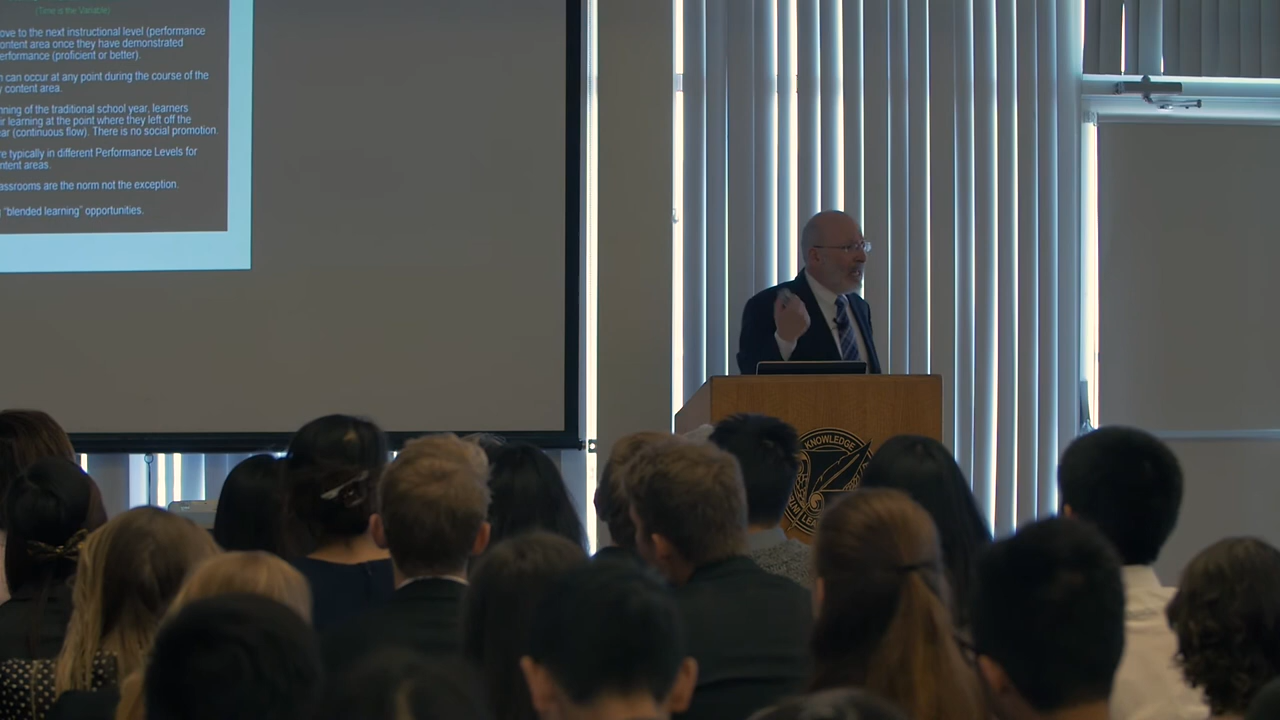 (Time is the Variable)
ove to the next instructional level (performance
ontent area once they have demonstrated
erformance (proficient or better).
n can occur at any point during the course of the
y content area.
nning of the traditional school year, learners
ir learning at the point where they left off the
ear (continuous flow). There is no social promotion.
re typically in different Performance Levels for
ntent areas.
assrooms are the norm not the exception.
g "blended learning" opportunities.
KNOWLEDGE